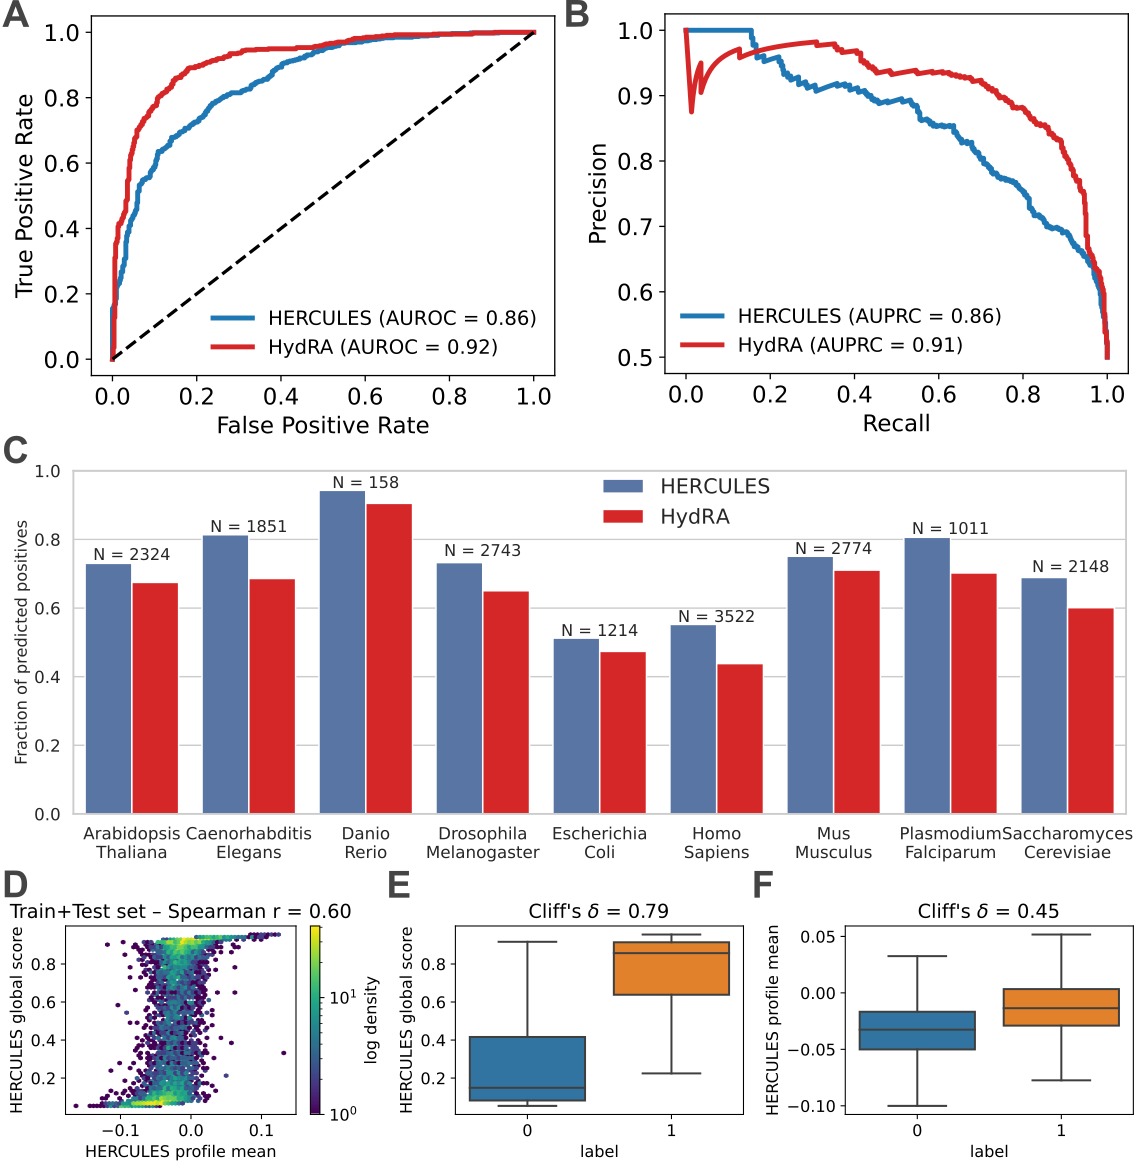 A
B
1.0
0.8
0.6
0.4
0.2
0.0
True Positive Rate
HERCULES (AUROC = 0.86)
HydRA (AUROC = 0.92)
0.0 0.2 0.4 0.6 0.8 1.0
False Positive Rate
1.0
0.9
0.8
0.7
0.6
0.5
Precision
HERCULES (AUPRC = 0.86)
HydRA (AUPRC = 0.91)
0.0 0.2 0.4 0.6 0.8 1.0
Recall
C
1.0
0.8
0.6
0.4
0.2
0.0
Fraction of predicted positives
HERCULES
HydRA
N = 2324
N = 1851
N = 158
N = 2743
N = 1214
N = 3522
N = 2774
N = 1011
N = 2148
Arabidopsis
Thaliana
Caenorhabditis
Elegans
Danio
Rerio
Drosophila
Melanogaster
Escherichia
Coli
Homo
Sapiens
Mus
Musculus
Plasmodium
Falciparum
Saccharomyces
Cerevisiae
D
Train+Test set – Spearman r = 0.60
HERCULES global score
0.8
0.6
0.4
0.2
−0.1 0.0 0.1
HERCULES profile mean
10¹
10⁰
log density
E
Cliff's δ = 0.79
HERCULES global score
0.8
0.6
0.4
0.2
0 1
label
F
Cliff's δ = 0.45
HERCULES profile mean
0.05
0.00
−0.05
−0.10
0 1
label